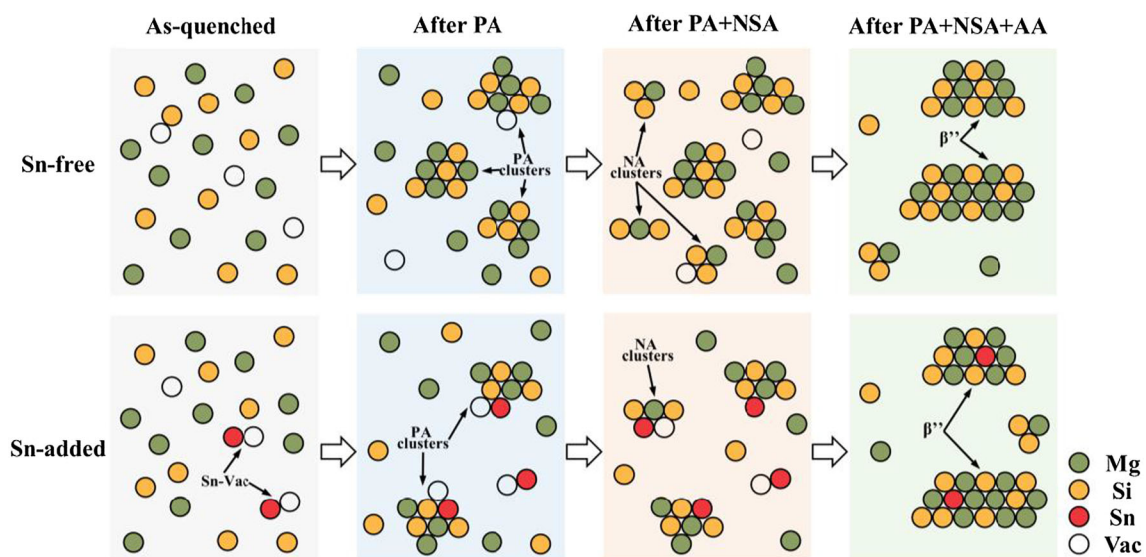 As-quenched
After PA
After PA+NSA
After PA+NSA+AA
Sn-free
PA
clusters
NA
clusters
β’’
Sn-added
Sn-Vac
PA
clusters
NA
clusters
β’’
Mg
Si
Sn
Vac